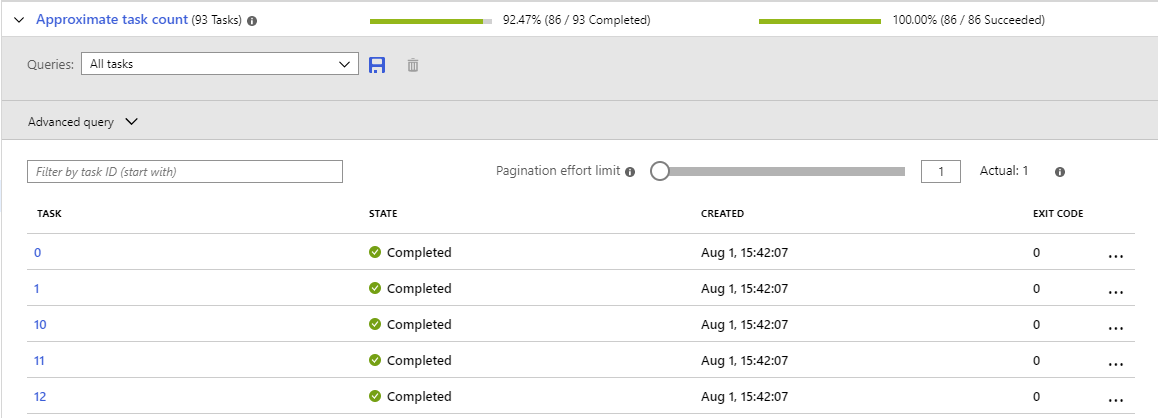 Approximate task count (93 Tasks) 92.47% (86 / 93 Completed) 100.00% (86 / 86 Succeeded)
Queries: All tasks
Advanced query
Filter by task ID (start with) Pagination effort limit 1 Actual: 1
TASK STATE CREATED EXIT CODE
0 Completed Aug 1, 15:42:07 0 ...
1 Completed Aug 1, 15:42:07 0 ...
10 Completed Aug 1, 15:42:07 0 ...
11 Completed Aug 1, 15:42:07 0 ...
12 Completed Aug 1, 15:42:07 0 ...